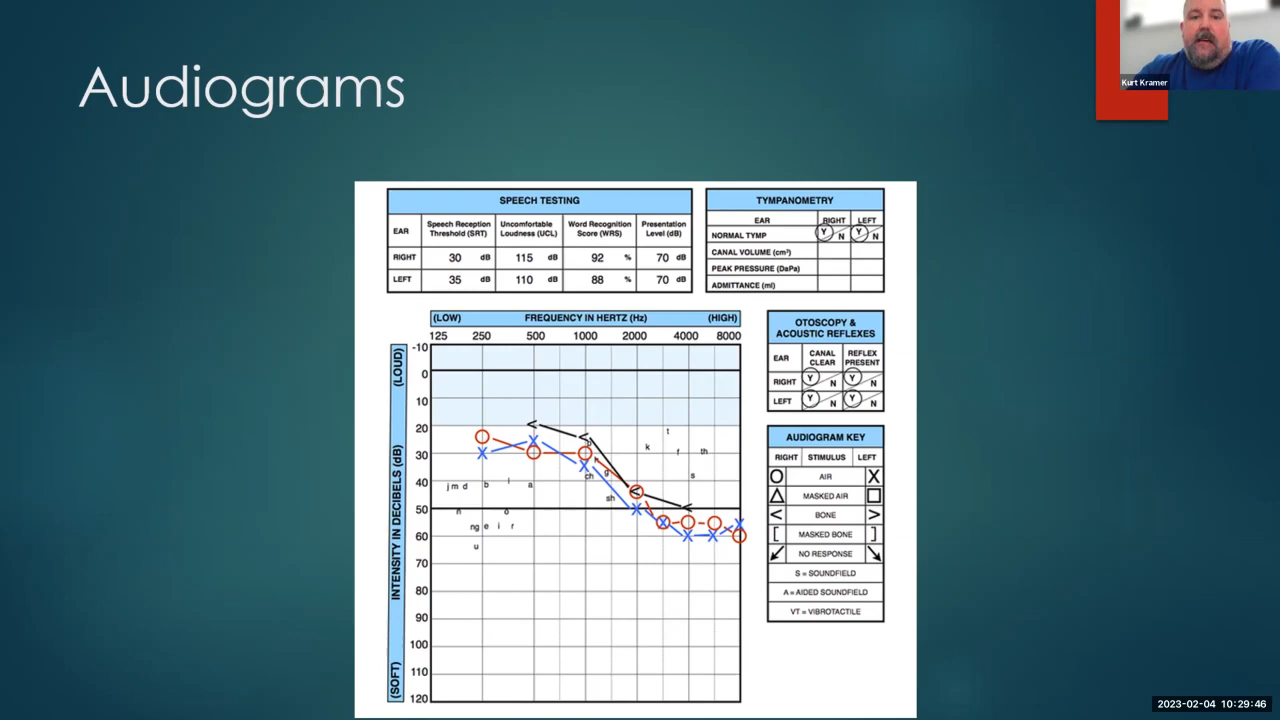 Audiograms
Kurt Kramer
SPEECH TESTING
EAR Speech Reception Threshold (SRT) Uncomfortable Loudness (UCL) Word Recognition Score (WRS) Presentation Level (dB)
RIGHT 30 dB 115 dB 92 % 70 dB
LEFT 35 dB 110 dB 88 % 70 dB
TYMPANOMETRY
EAR RIGHT LEFT
NORMAL TYMP Y N Y N
CANAL VOLUME (cm³)
PEAK PRESSURE (DaPa)
ADMITTANCE (ml)
(LOW) FREQUENCY IN HERTZ (Hz) (HIGH)
125 250 500 1000 2000 4000 8000
(LOUD)
INTENSITY IN DECIBELS (dB)
(SOFT)
-10
0
10
20
30
40
50
60
70
80
90
100
110
120
t
k f th
g
s
ch
j m d b l a
sh
n o
ng e i r
u
OTOSCOPY &
ACOUSTIC REFLEXES
EAR CANAL CLEAR REFLEX PRESENT
RIGHT Y N Y N
LEFT Y N Y N
AUDIOGRAM KEY
RIGHT STIMULUS LEFT
O AIR X
△ MASKED AIR □
< BONE >
[ MASKED BONE ]
↙ NO RESPONSE ↘
S = SOUNDFIELD
A = AIDED SOUNDFIELD
VT = VIBROTACTILE
2023-02-04 10:29:46